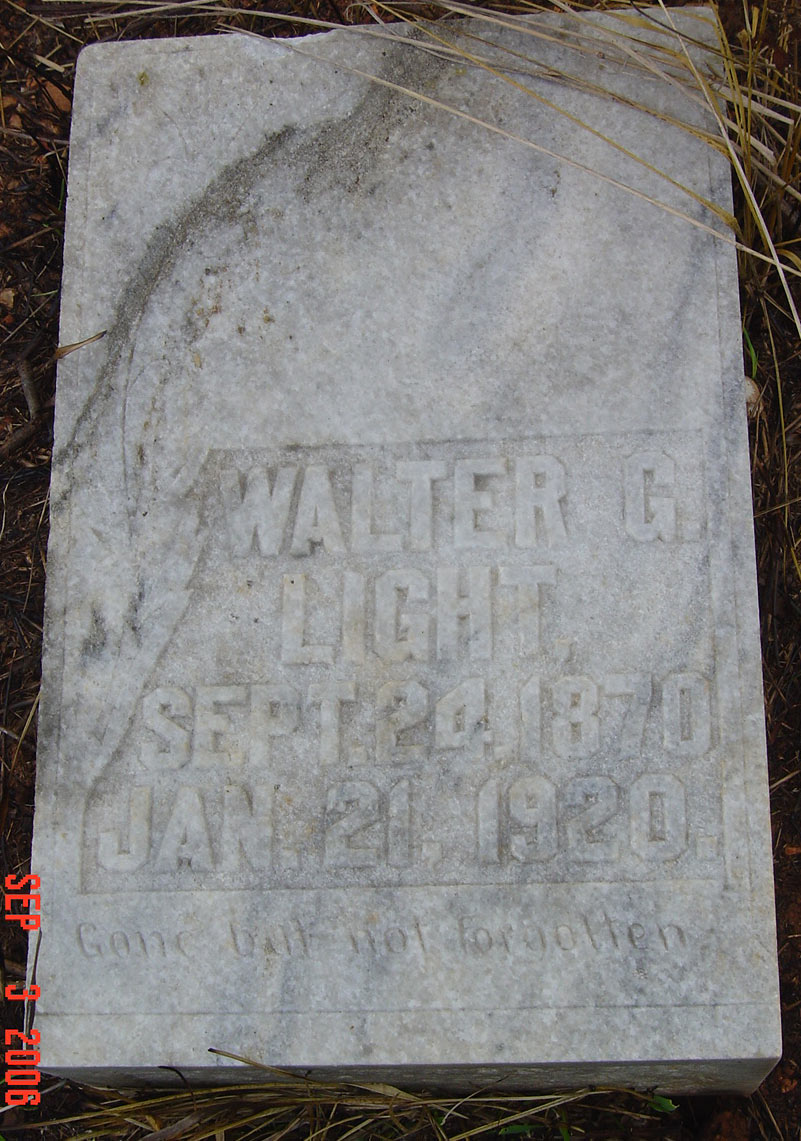 WALTER G.
LIGHT.
SEPT. 24, 1870
JAN. 21, 1920.
Gone but not forgotten.
SEP 3 2006